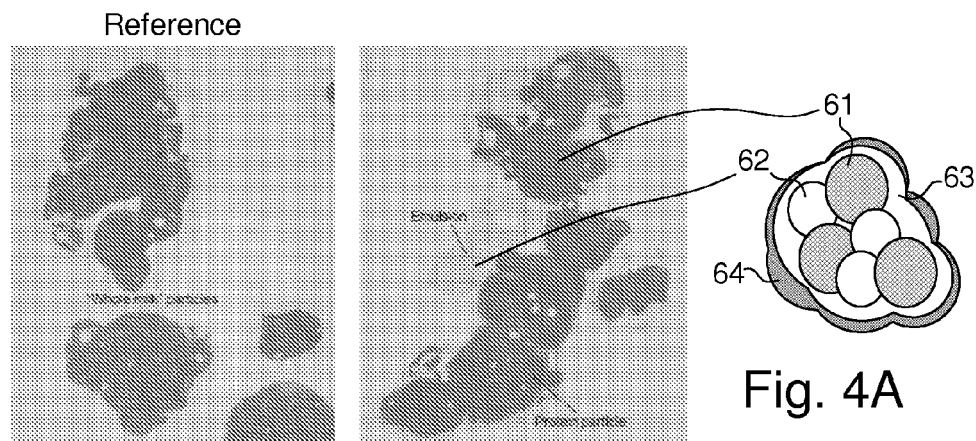 Reference
61
62
63
Emulsion
64
"Whole milk" particles
Fig. 4A
Protein particle